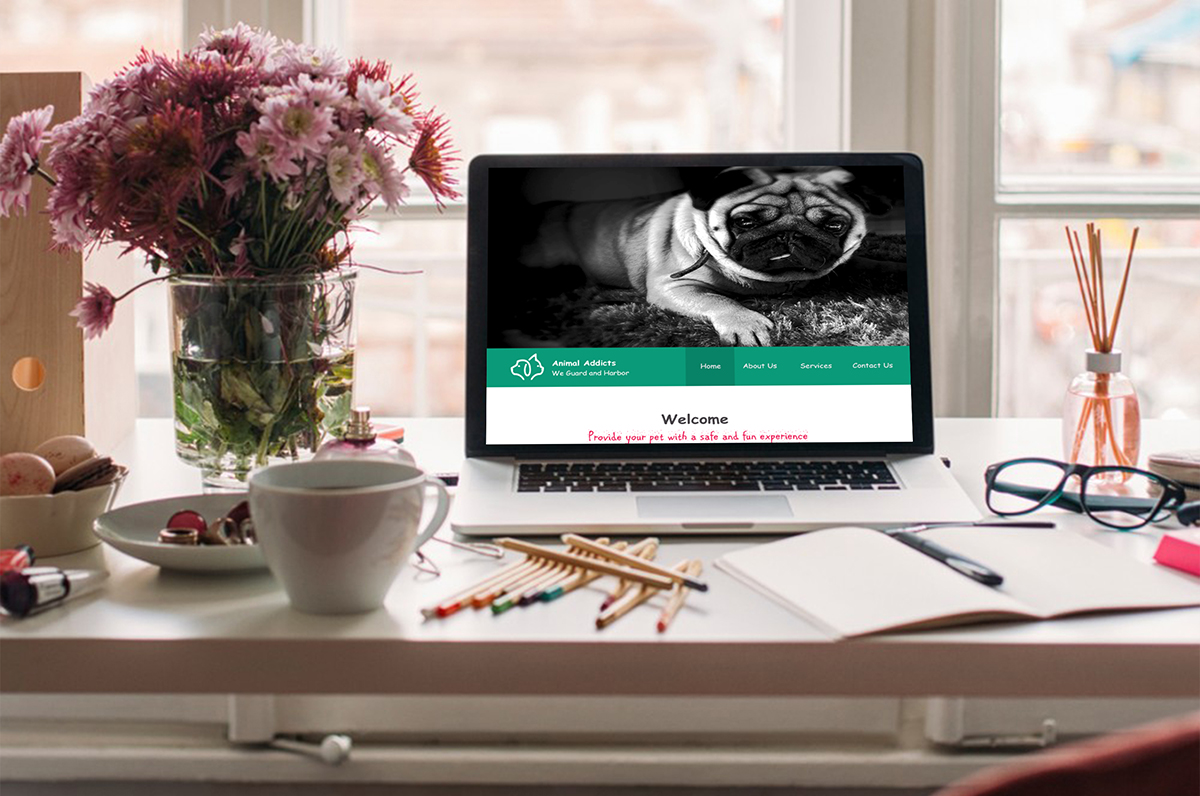 Animal Addicts
We Guard and Harbor
Home
About Us
Services
Contact Us
Welcome
Provide your pet with a safe and fun experience